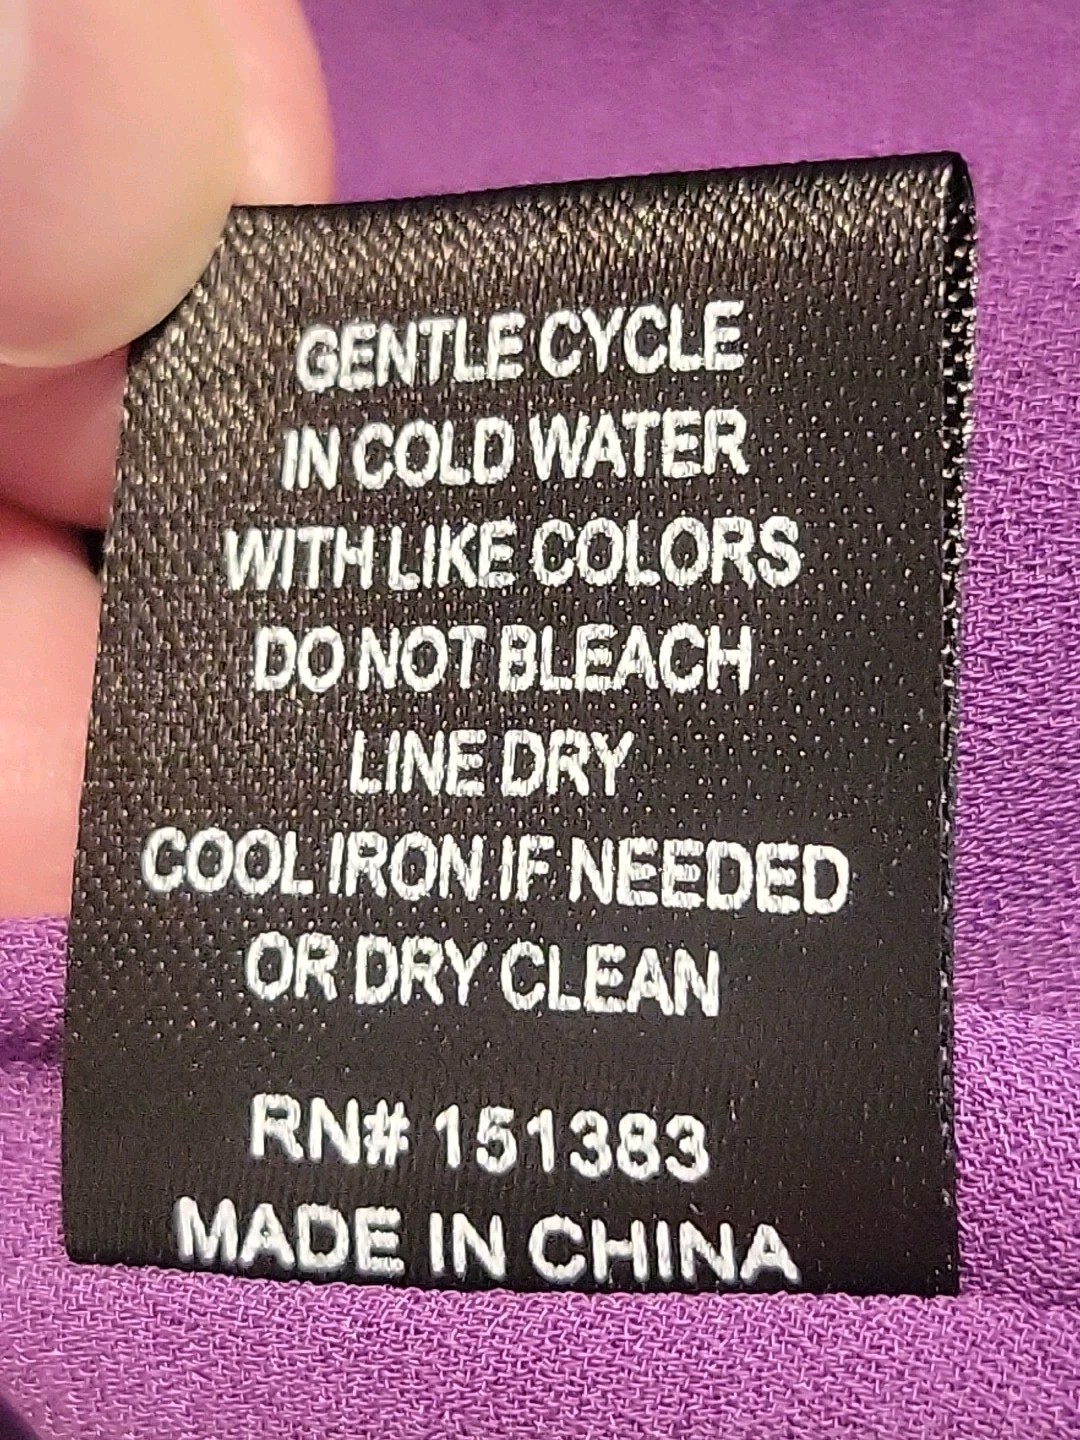 GENTLE CYCLE
IN COLD WATER
WITH LIKE COLORS
DO NOT BLEACH
LINE DRY
COOL IRON IF NEEDED
OR DRY CLEAN
RN# 151383
MADE IN CHINA